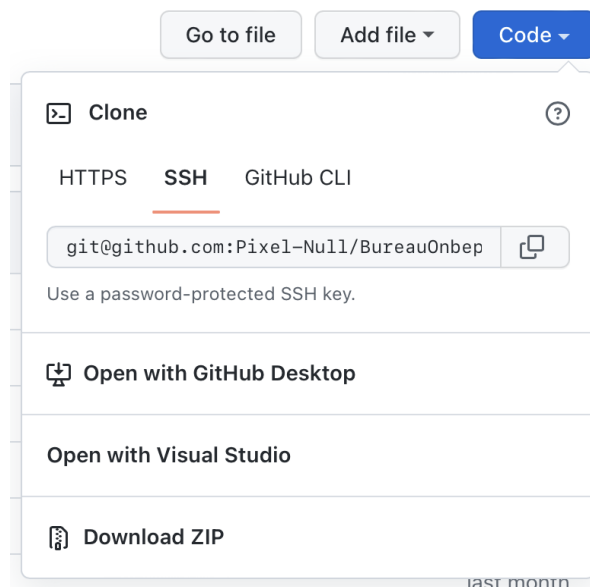 Go to file Add file Code
Clone
HTTPS SSH GitHub CLI
git@github.com:Pixel-Null/BureauOnbep
Use a password-protected SSH key.
Open with GitHub Desktop
Open with Visual Studio
Download ZIP
last month